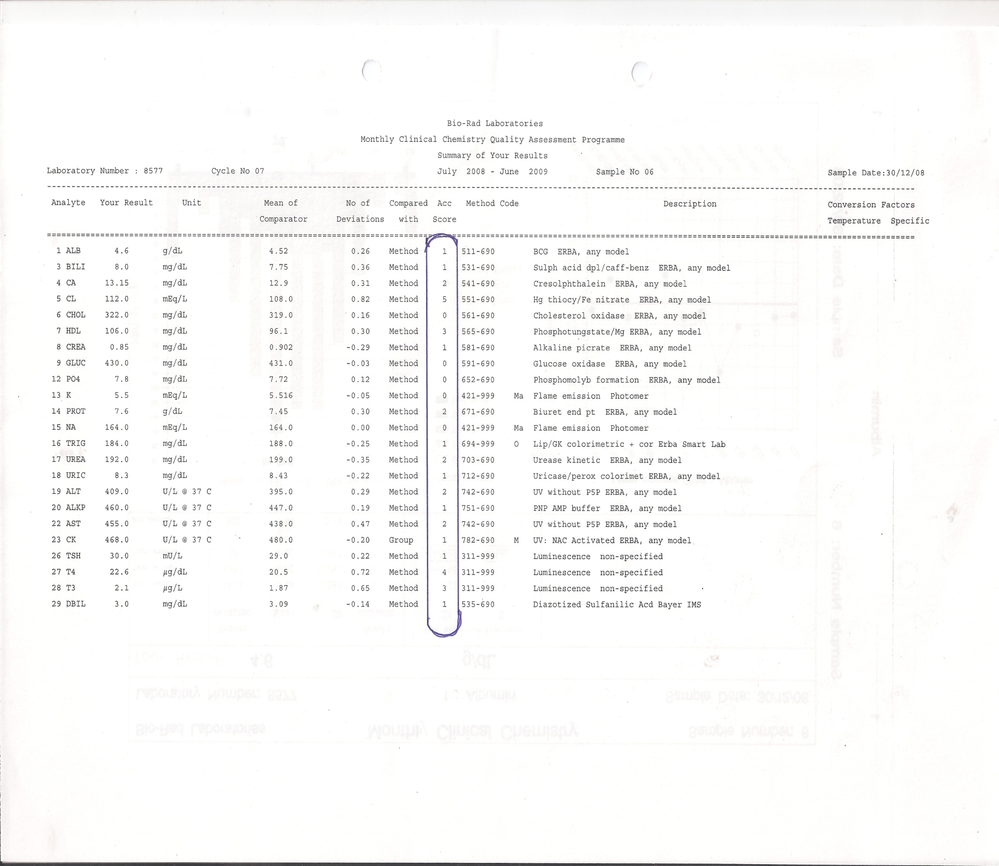 Bio-Rad Laboratories
Monthly Clinical Chemistry Quality Assessment Programme
Summary of Your Results
Laboratory Number : 8577 Cycle No 07 July 2008 - June 2009 Sample No 06 Sample Date:30/12/08
Analyte Your Result Unit Mean of No of Compared Acc Method Code Description Conversion Factors
Comparator Deviations with Score Temperature Specific
1 ALB 4.6 g/dL 4.52 0.26 Method 1 511-690 BCG ERBA, any model
3 BILI 8.0 mg/dL 7.75 0.36 Method 1 531-690 Sulph acid dpl/caff-benz ERBA, any model
4 CA 13.15 mg/dL 12.9 0.31 Method 2 541-690 Cresolphthalein ERBA, any model
5 CL 112.0 mEq/L 108.0 0.82 Method 5 551-690 Hg thiocy/Fe nitrate ERBA, any model
6 CHOL 322.0 mg/dL 319.0 0.16 Method 0 561-690 Cholesterol oxidase ERBA, any model
7 HDL 106.0 mg/dL 96.1 0.30 Method 3 565-690 Phosphotungstate/Mg ERBA, any model
8 CREA 0.85 mg/dL 0.902 -0.29 Method 1 581-690 Alkaline picrate ERBA, any model
9 GLUC 430.0 mg/dL 431.0 -0.03 Method 0 591-690 Glucose oxidase ERBA, any model
12 PO4 7.8 mg/dL 7.72 0.12 Method 0 652-690 Phosphomolyb formation ERBA, any model
13 K 5.5 mEq/L 5.516 -0.05 Method 0 421-999 Ma Flame emission Photomer
14 PROT 7.6 g/dL 7.45 0.30 Method 2 671-690 Biuret end pt ERBA, any model
15 NA 164.0 mEq/L 164.0 0.00 Method 0 421-999 Ma Flame emission Photomer
16 TRIG 184.0 mg/dL 188.0 -0.25 Method 1 694-999 O Lip/GK colorimetric + cor Erba Smart Lab
17 UREA 192.0 mg/dL 199.0 -0.35 Method 2 703-690 Urease kinetic ERBA, any model
18 URIC 8.3 mg/dL 8.43 -0.22 Method 1 712-690 Uricase/perox colorimet ERBA, any model
19 ALT 409.0 U/L @ 37 C 395.0 0.29 Method 2 742-690 UV without P5P ERBA, any model
20 ALKP 460.0 U/L @ 37 C 447.0 0.19 Method 1 751-690 PNP AMP buffer ERBA, any model
22 AST 455.0 U/L @ 37 C 438.0 0.47 Method 2 742-690 UV without P5P ERBA, any model
23 CK 468.0 U/L @ 37 C 480.0 -0.20 Group 1 782-690 M UV: NAC Activated ERBA, any model
26 TSH 30.0 mU/L 29.0 0.22 Method 1 311-999 Luminescence non-specified
27 T4 22.6 µg/dL 20.5 0.72 Method 4 311-999 Luminescence non-specified
28 T3 2.1 µg/L 1.87 0.65 Method 3 311-999 Luminescence non-specified
29 DBIL 3.0 mg/dL 3.09 -0.14 Method 1 535-690 Diazotized Sulfanilic Acd Bayer IMS